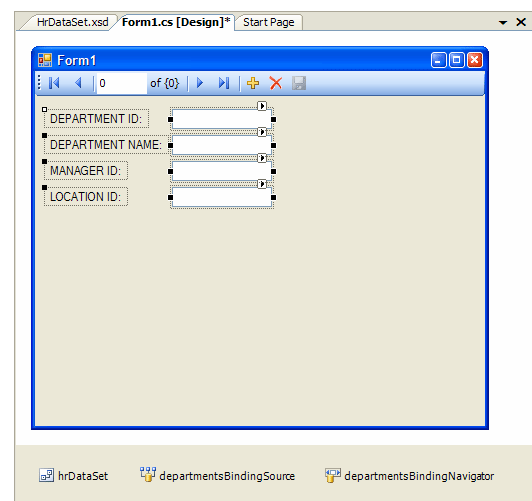 HrDataSet.xsd Form1.cs [Design]* Start Page
Form1
0 of {0}
DEPARTMENT ID:
DEPARTMENT NAME:
MANAGER ID:
LOCATION ID:
hrDataSet departmentsBindingSource departmentsBindingNavigator